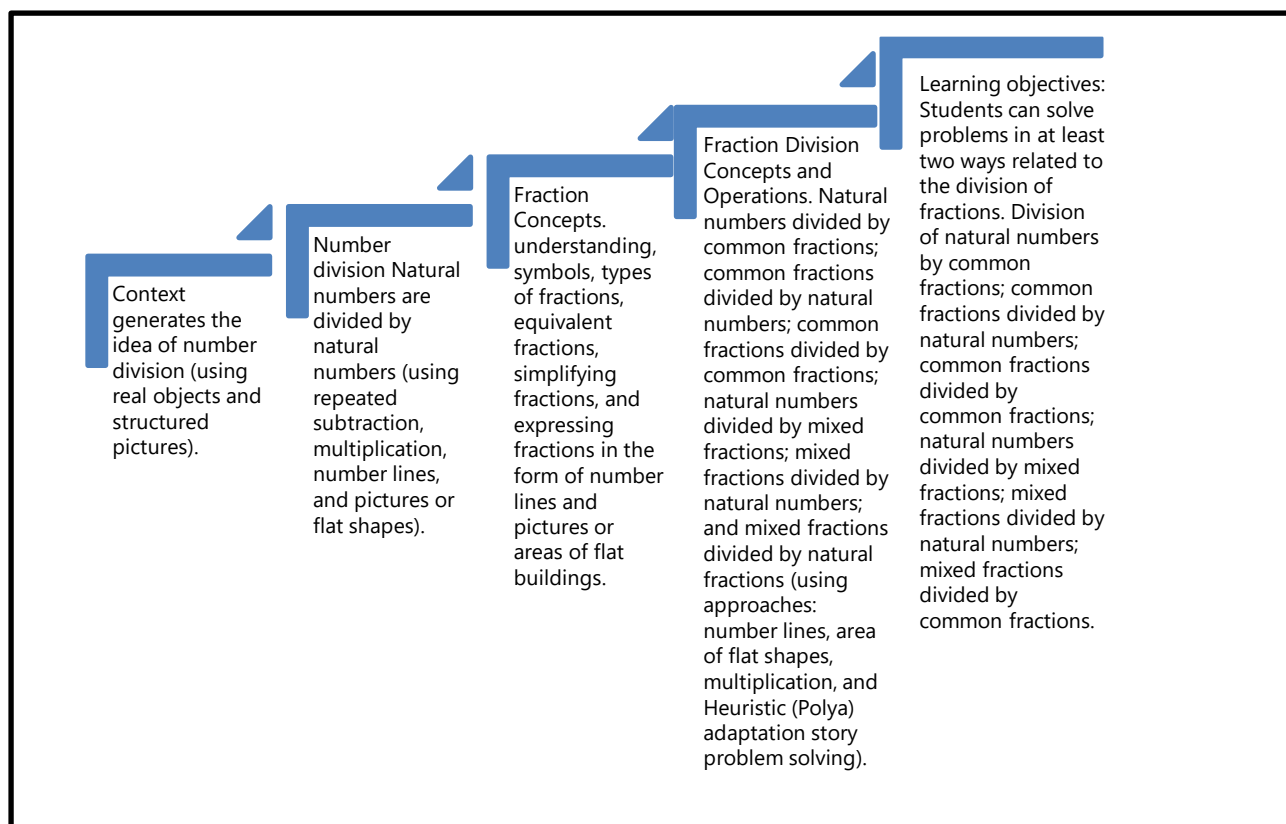 Context
generates the
idea of number
division (using
real objects and
structured
pictures).
Number
division Natural
numbers are
divided by
natural
numbers (using
repeated
subtraction,
multiplication,
number lines,
and pictures or
flat shapes).
Fraction
Concepts.
understanding,
symbols, types
of fractions,
equivalent
fractions,
simplifying
fractions, and
expressing
fractions in the
form of number
lines and
pictures or
areas of flat
buildings.
Fraction Division
Concepts and
Operations. Natural
numbers divided by
common fractions;
common fractions
divided by natural
numbers; common
fractions divided by
common fractions;
natural numbers
divided by mixed
fractions; mixed
fractions divided by
natural numbers;
and mixed fractions
divided by natural
fractions (using
approaches:
number lines, area
of flat shapes,
multiplication, and
Heuristic (Polya)
adaptation story
problem solving).
Learning objectives:
Students can solve
problems in at least
two ways related to
the division of
fractions. Division
of natural numbers
by common
fractions; common
fractions divided by
natural numbers;
common fractions
divided by
common fractions;
natural numbers
divided by mixed
fractions; mixed
fractions divided by
natural numbers;
mixed fractions
divided by
common fractions.